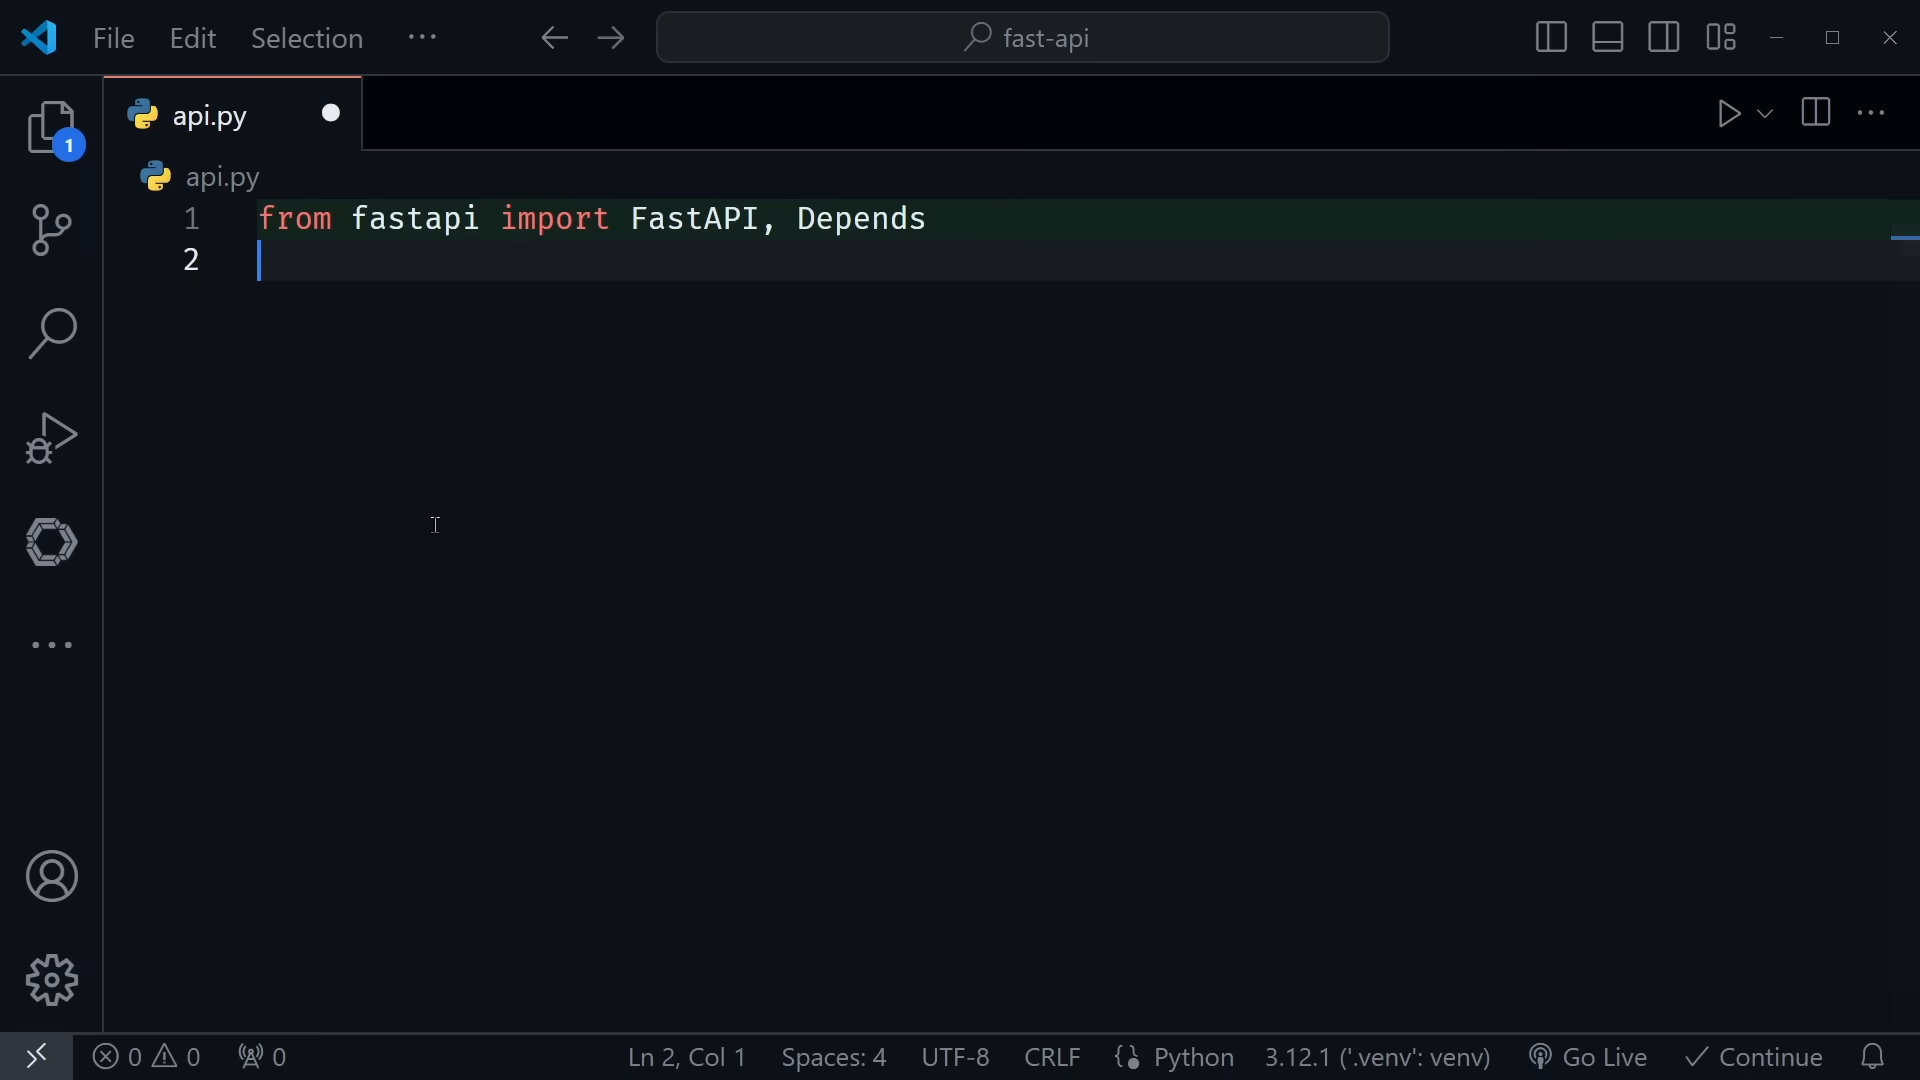 File Edit Selection ··· fast-api
api.py
1
api.py
1 from fastapi import FastAPI, Depends
2
0 0 0 Ln 2, Col 1 Spaces: 4 UTF-8 CRLF {} Python 3.12.1 ('.venv': venv) Go Live Continue